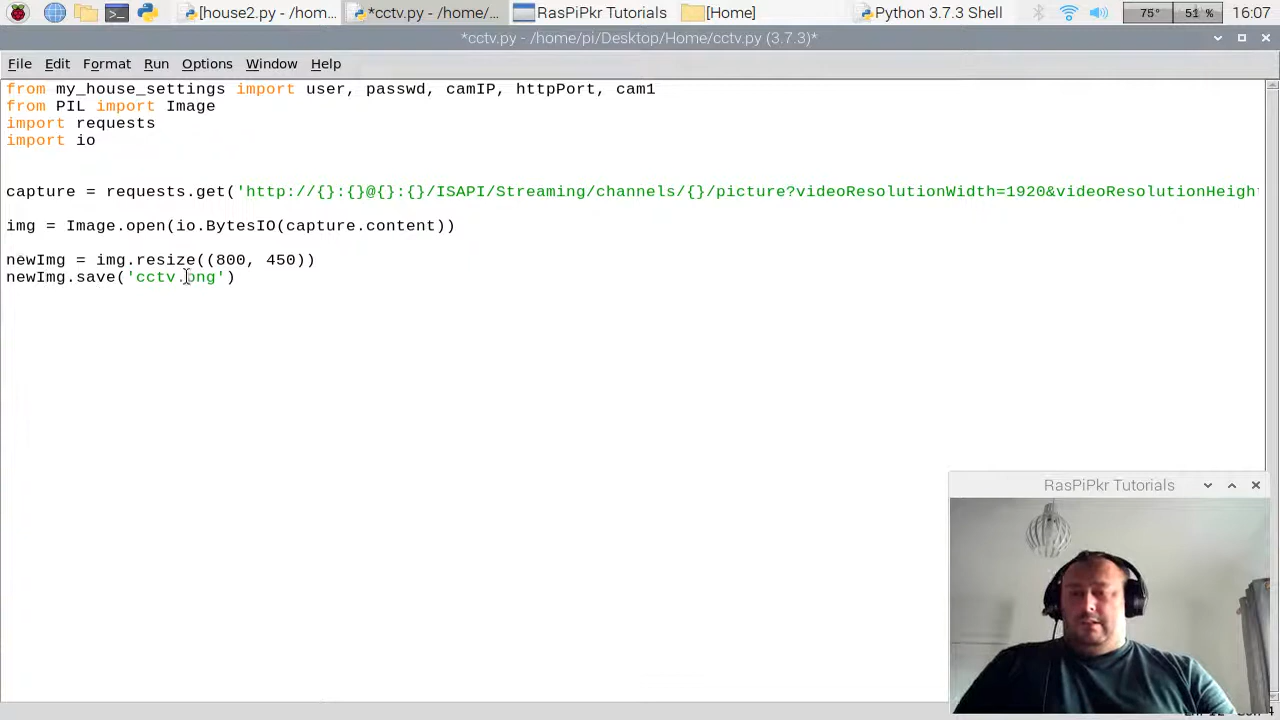 [house2.py - /hom...
*cctv.py - /home/...
RasPiPkr Tutorials
[Home]
Python 3.7.3 Shell
75°
51 %
16:07
*cctv.py - /home/pi/Desktop/Home/cctv.py (3.7.3)*
File Edit Format Run Options Window Help
from my_house_settings import user, passwd, camIP, httpPort, cam1
from PIL import Image
import requests
import io
capture = requests.get('http://{}:{}@{}:{}/ISAPI/Streaming/channels/{}/picture?videoResolutionWidth=1920&videoResolutionHeigh
img = Image.open(io.BytesIO(capture.content))
newImg = img.resize((800, 450))
newImg.save('cctv.png')
RasPiPkr Tutorials